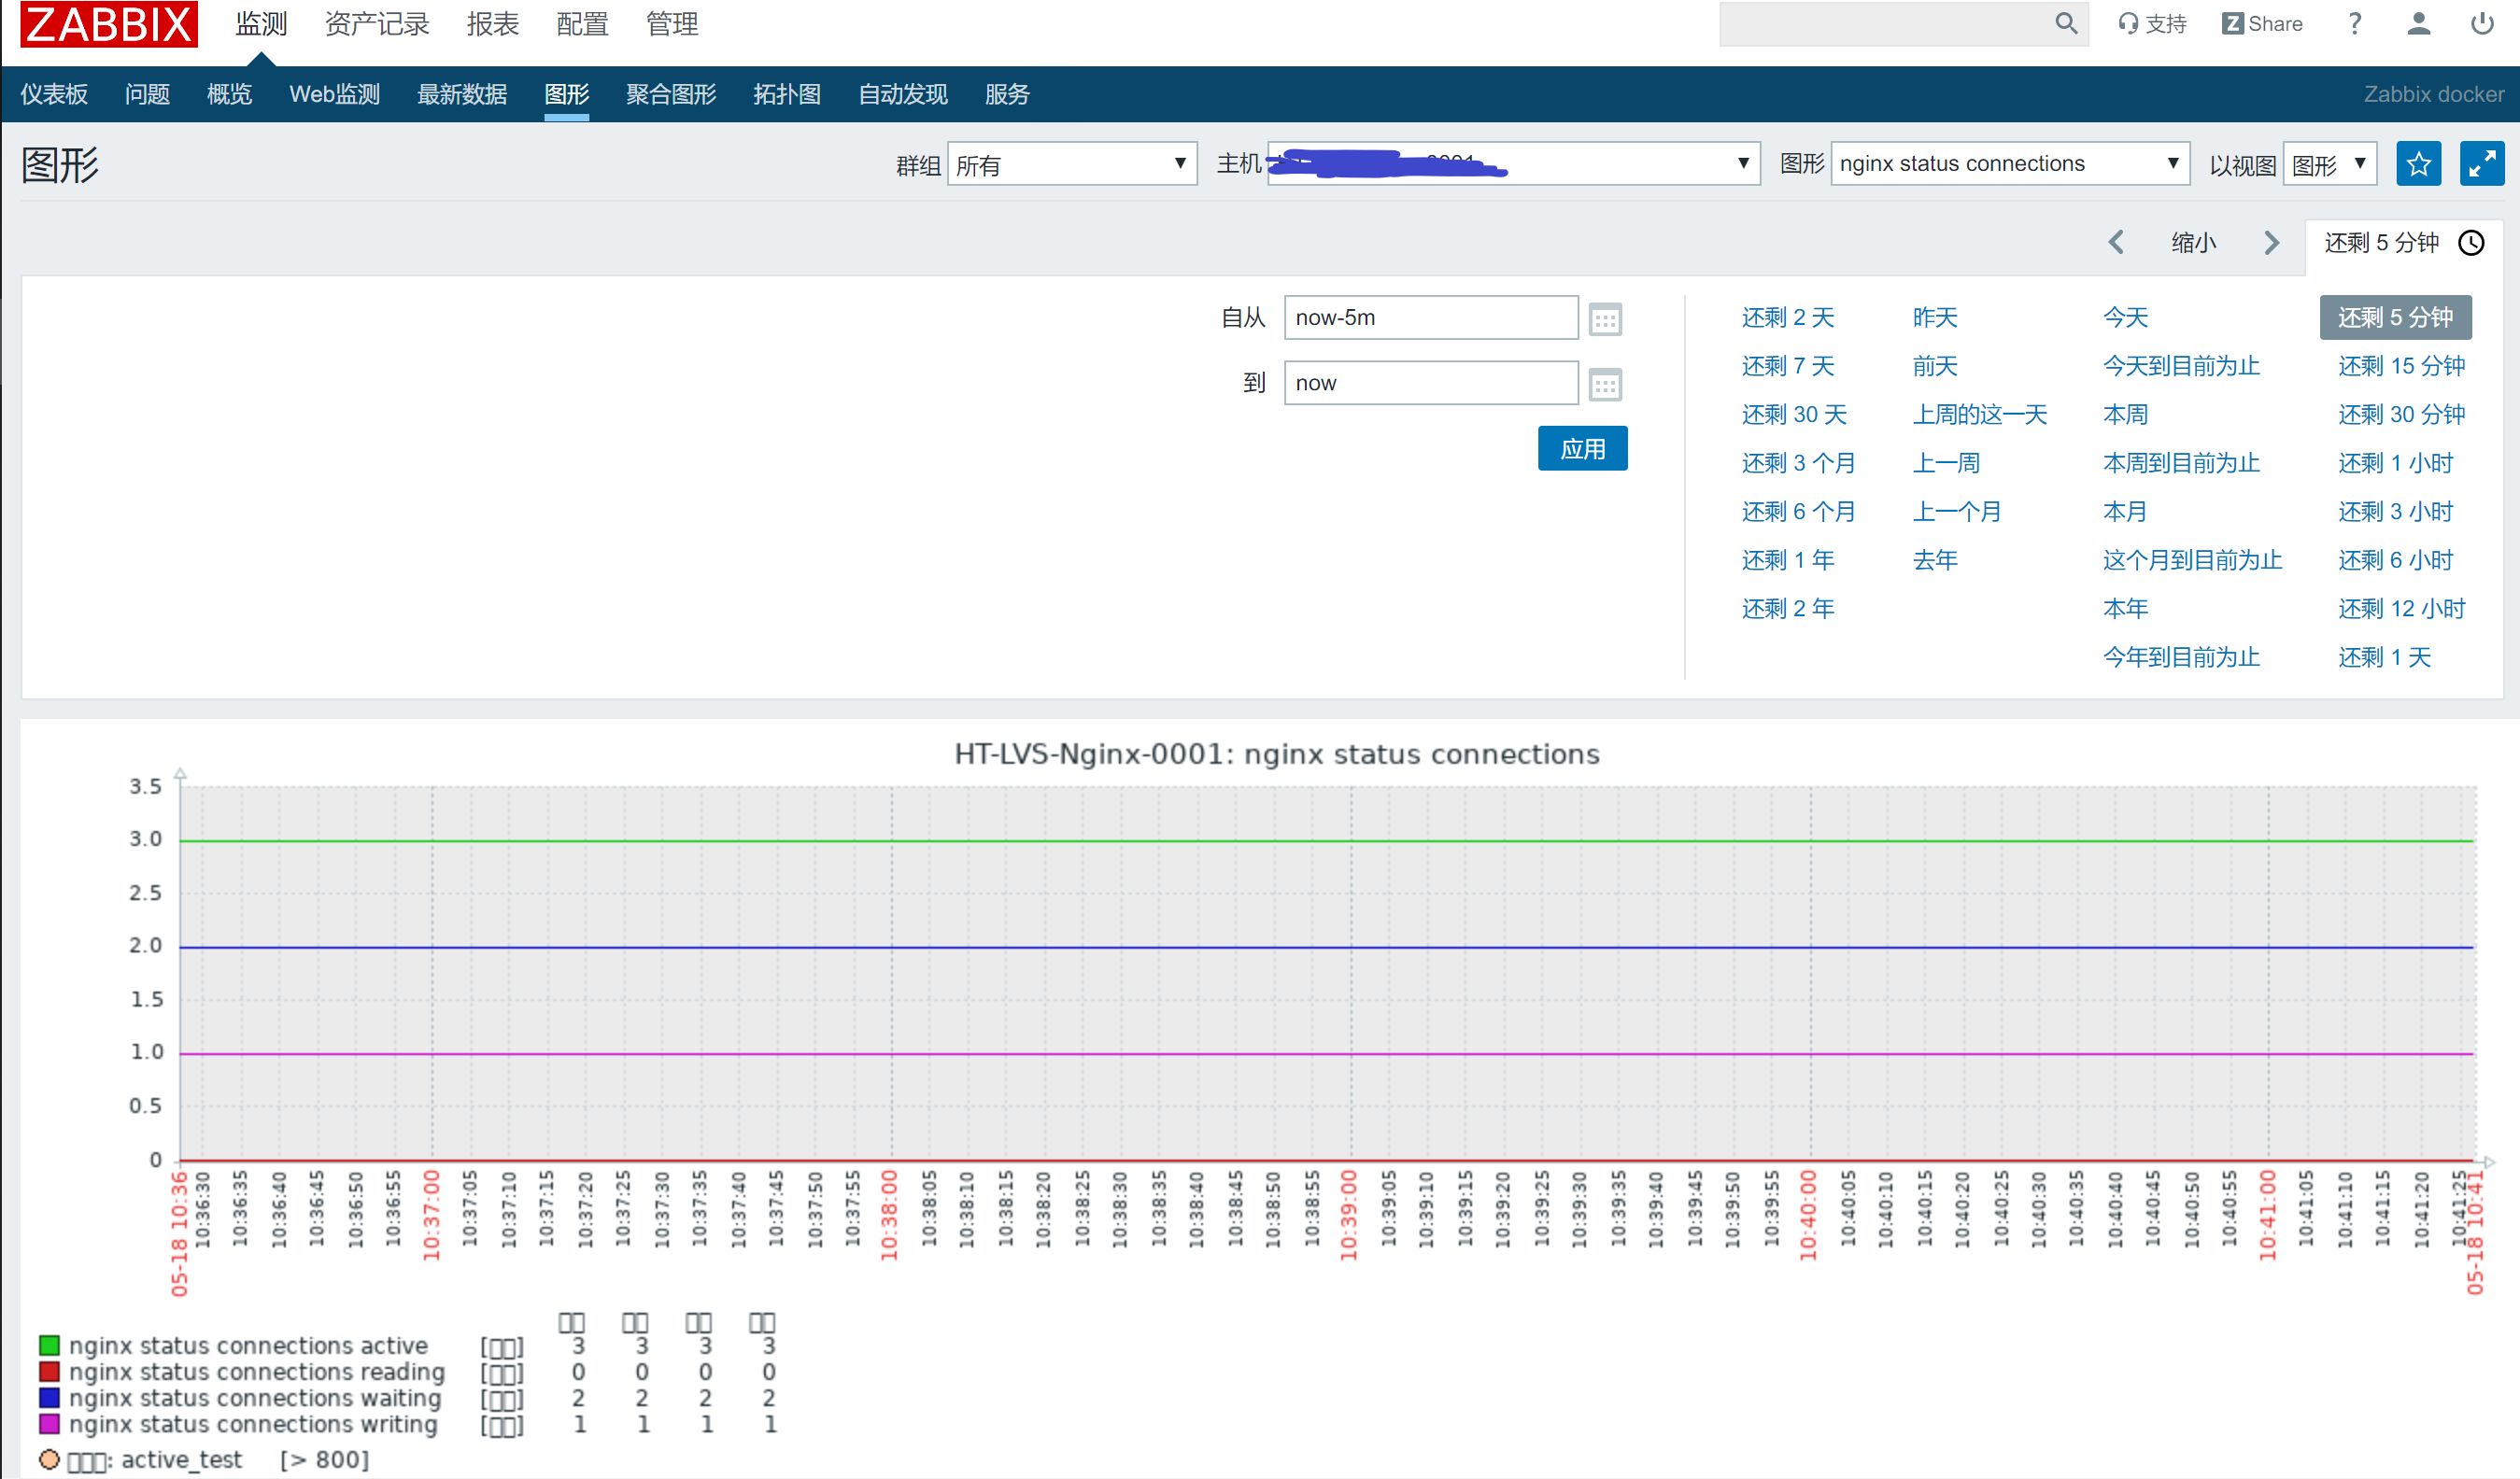 ZABBIX 监测 资产记录 报表 配置 管理 支持 Z Share ?
仪表板 问题 概览 Web监测 最新数据 图形 聚合图形 拓扑图 自动发现 服务 Zabbix docker
图形 群组 所有 主机 图形 nginx status connections 以视图 图形
缩小 还剩 5 分钟
自从 now-5m 还剩 2 天 昨天 今天 还剩 5 分钟
还剩 7 天 前天 今天到目前为止 还剩 15 分钟
到 now
还剩 30 天 上周的这一天 本周 还剩 30 分钟
应用
还剩 3 个月 上一周 本周到目前为止 还剩 1 小时
还剩 6 个月 上一个月 本月 还剩 3 小时
还剩 1 年 去年 这个月到目前为止 还剩 6 小时
还剩 2 年 本年 还剩 12 小时
今年到目前为止 还剩 1 天
HT-LVS-Nginx-0001: nginx status connections
3.5
3.0
2.5
2.0
1.5
1.0
0.5
0
05-18 10:36 10:36:30 10:36:35 10:36:40 10:36:45 10:36:50 10:36:55 10:37:00 10:37:05 10:37:10 10:37:15 10:37:20 10:37:25 10:37:30 10:37:35 10:37:40 10:37:45 10:37:50 10:37:55 10:38:00 10:38:05 10:38:10 10:38:15 10:38:20 10:38:25 10:38:30 10:38:35 10:38:40 10:38:45 10:38:50 10:38:55 10:39:00 10:39:05 10:39:10 10:39:15 10:39:20 10:39:25 10:39:30 10:39:35 10:39:40 10:39:45 10:39:50 10:39:55 10:40:00 10:40:05 10:40:10 10:40:15 10:40:20 10:40:25 10:40:30 10:40:35 10:40:40 10:40:45 10:40:50 10:40:55 10:41:00 10:41:05 10:41:10 10:41:15 10:41:20 10:41:25 05-18 10:41
nginx status connections active 3 3 3 3
nginx status connections reading 0 0 0 0
nginx status connections waiting 2 2 2 2
nginx status connections writing 1 1 1 1
: active_test [> 800]